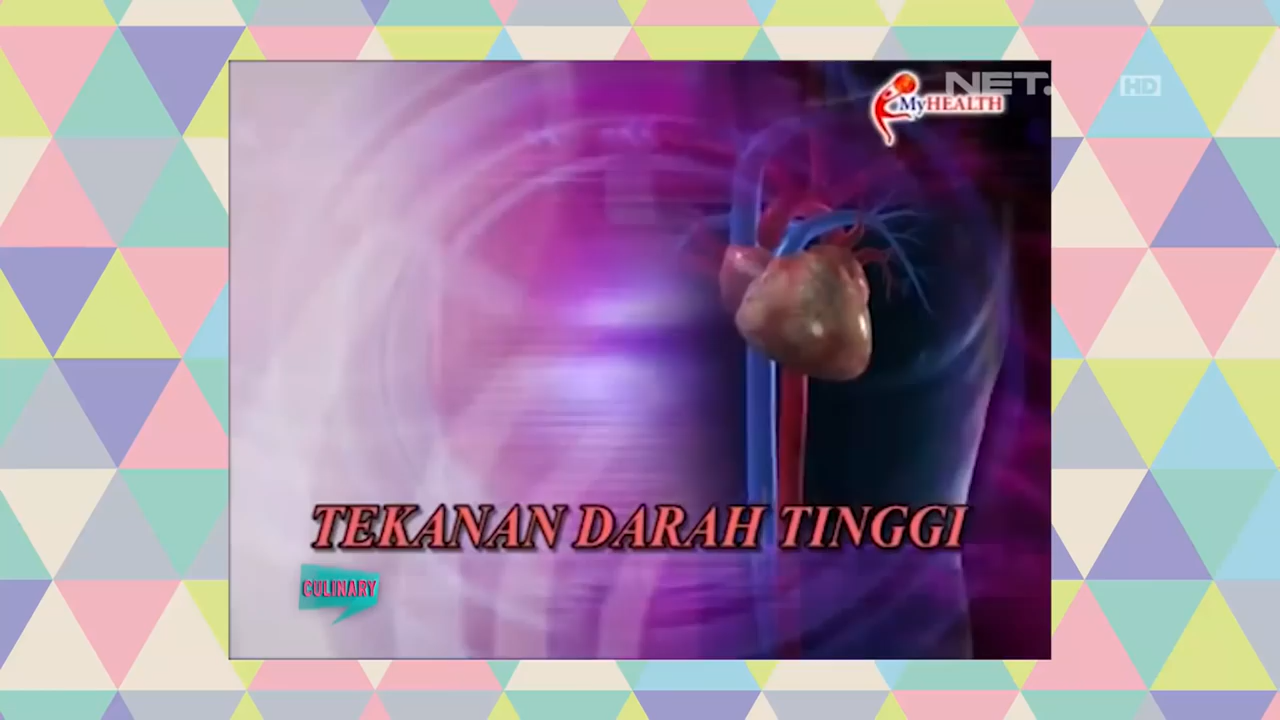 NET.
HD
MyHEALTH
TEKANAN DARAH TINGGI
CULINARY